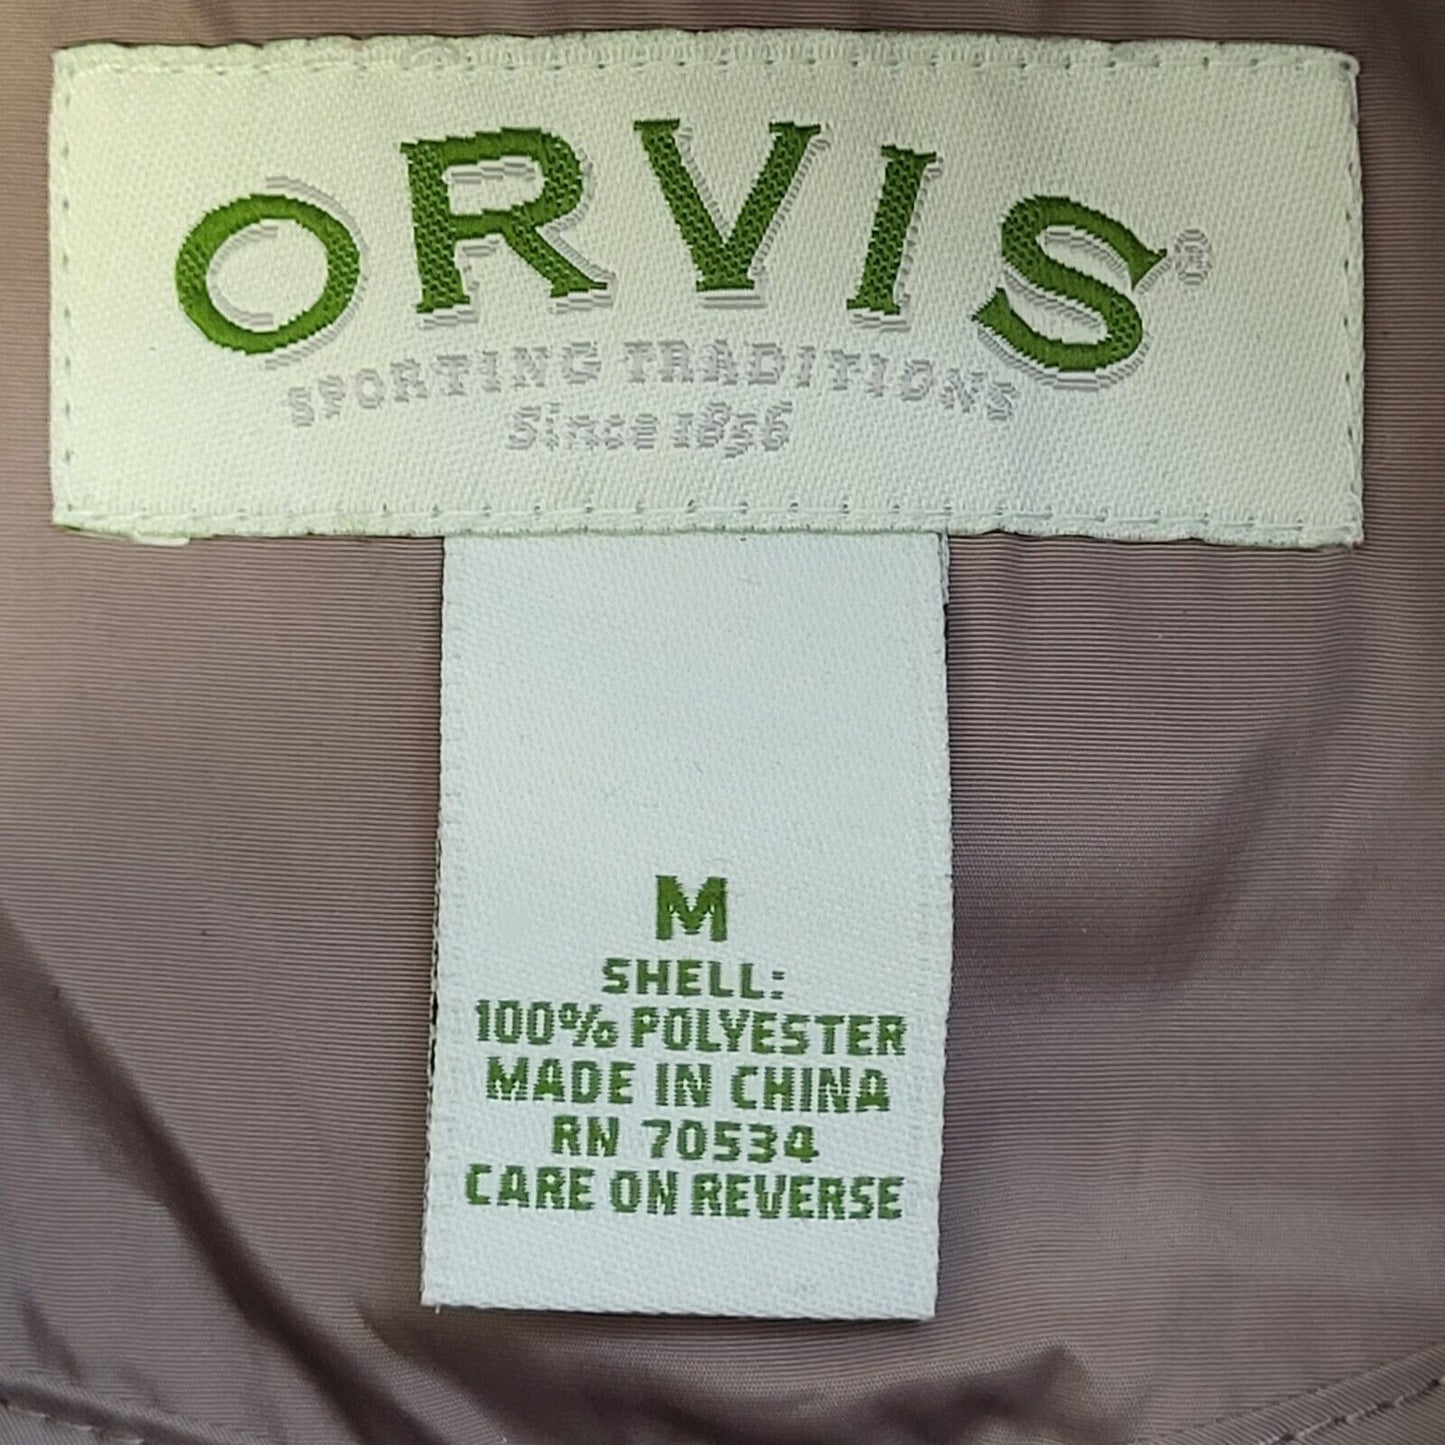 ORVIS®
SPORTING TRADITIONS
Since 1856
M
SHELL:
100% POLYESTER
MADE IN CHINA
RN 70534
CARE ON REVERSE